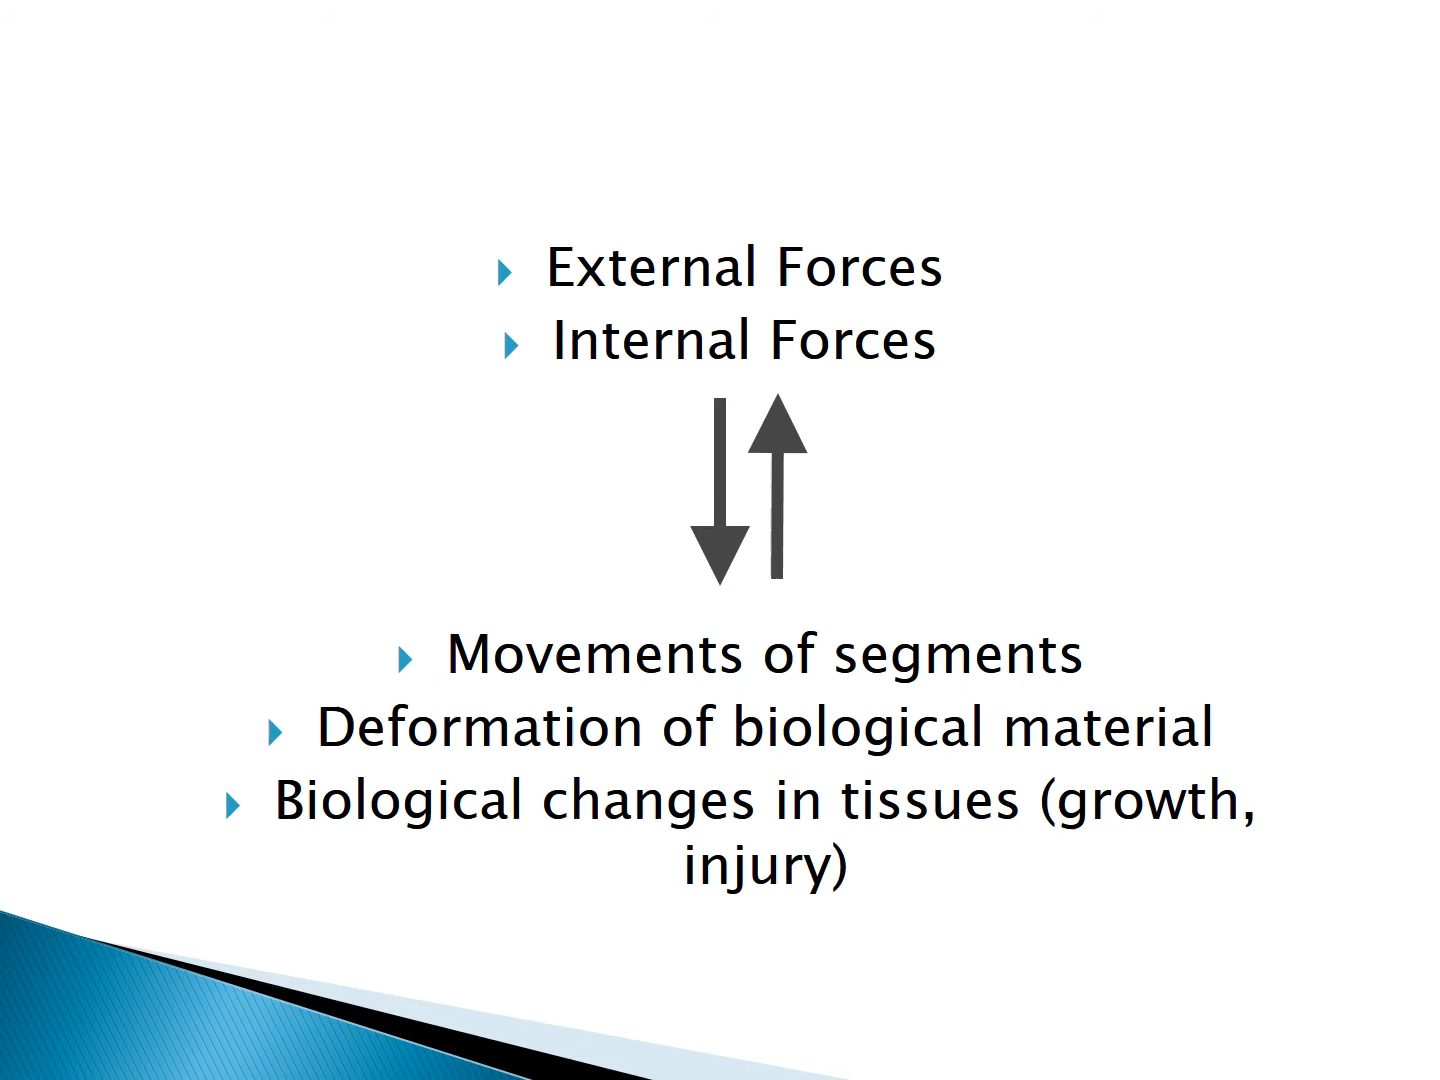 External Forces
Internal Forces
Movements of segments
Deformation of biological material
Biological changes in tissues (growth,
injury)